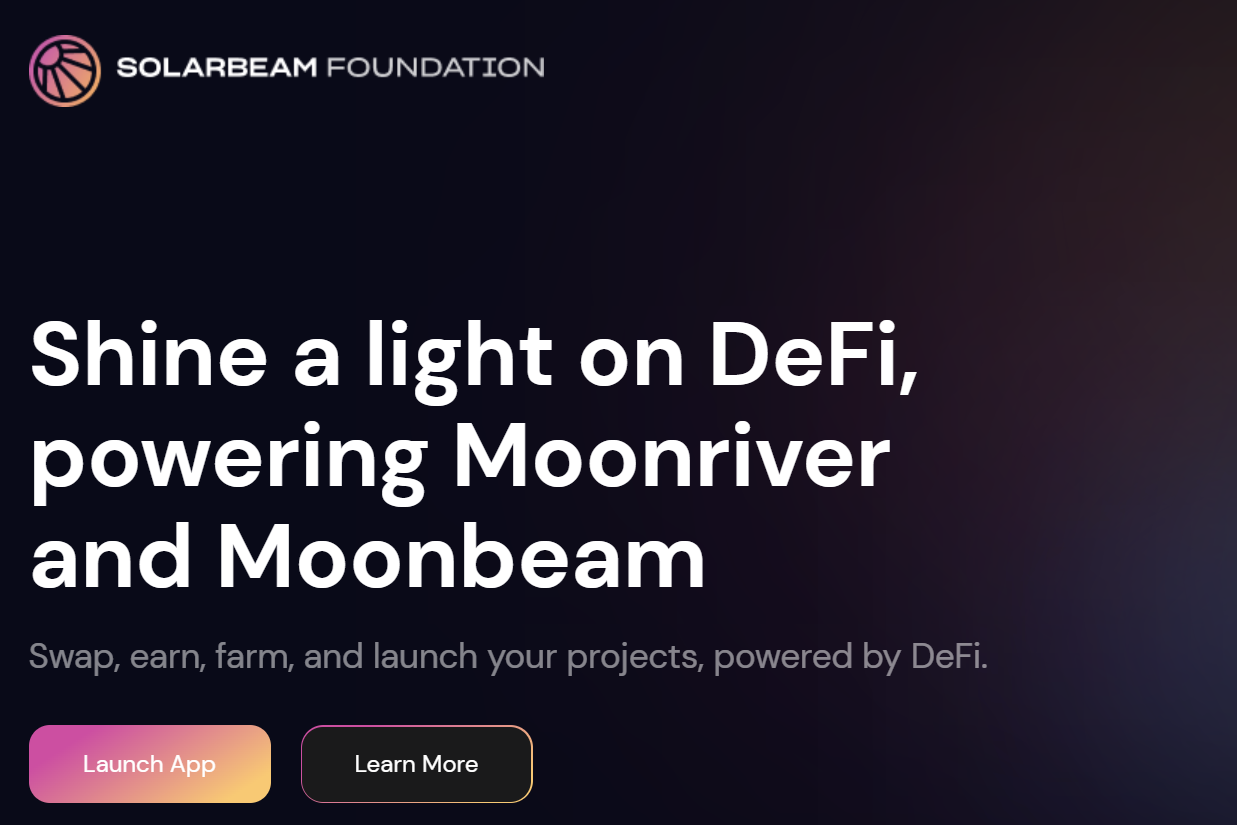 SOLARBEAM FOUNDATION
Shine a light on DeFi,
powering Moonriver
and Moonbeam
Swap, earn, farm, and launch your projects, powered by DeFi.
Launch App
Learn More